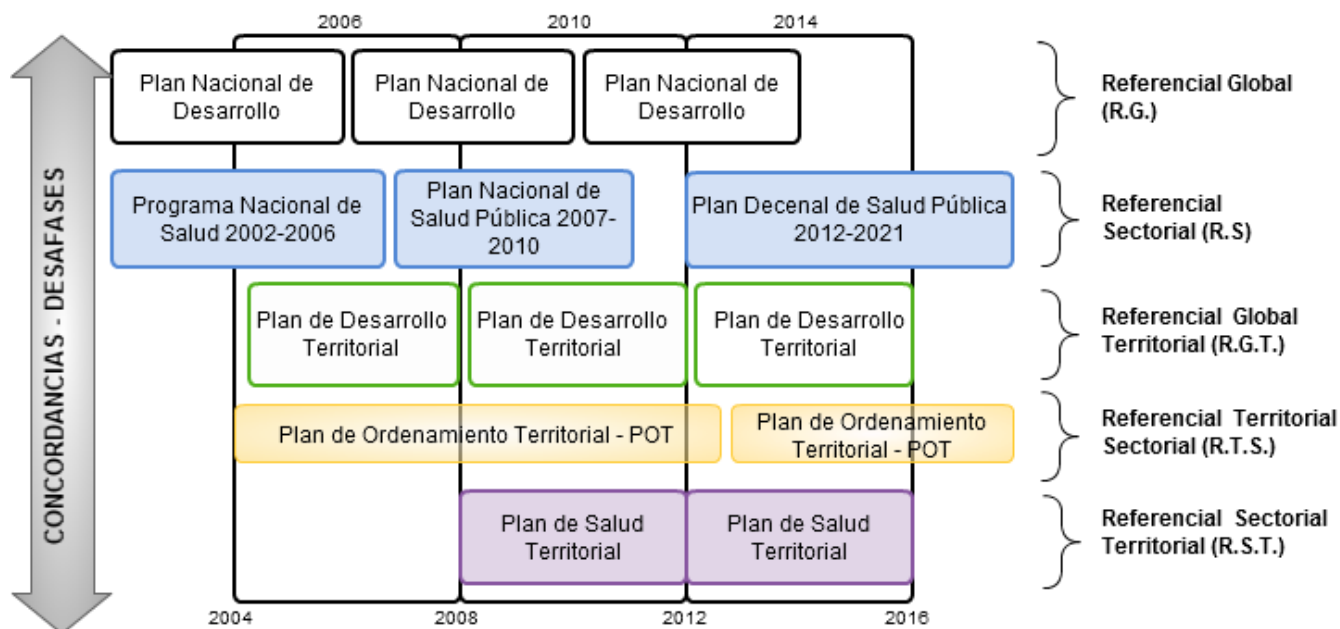 2006
2010
2014
CONCORDANCIAS - DESAFASES
Plan Nacional de
Desarrollo
Plan Nacional de
Desarrollo
Plan Nacional de
Desarrollo
Referencial Global
(R.G.)
Programa Nacional de
Salud 2002-2006
Plan Nacional de
Salud Pública 2007-
2010
Plan Decenal de Salud Pública
2012-2021
Referencial
Sectorial (R.S)
Plan de Desarrollo
Territorial
Plan de Desarrollo
Territorial
Plan de Desarrollo
Territorial
Referencial Global
Territorial (R.G.T.)
Plan de Ordenamiento Territorial - POT
Plan de Ordenamiento
Territorial - POT
Referencial Territorial
Sectorial (R.T.S.)
Plan de Salud
Territorial
Plan de Salud
Territorial
Referencial Sectorial
Territorial (R.S.T.)
2004
2008
2012
2016